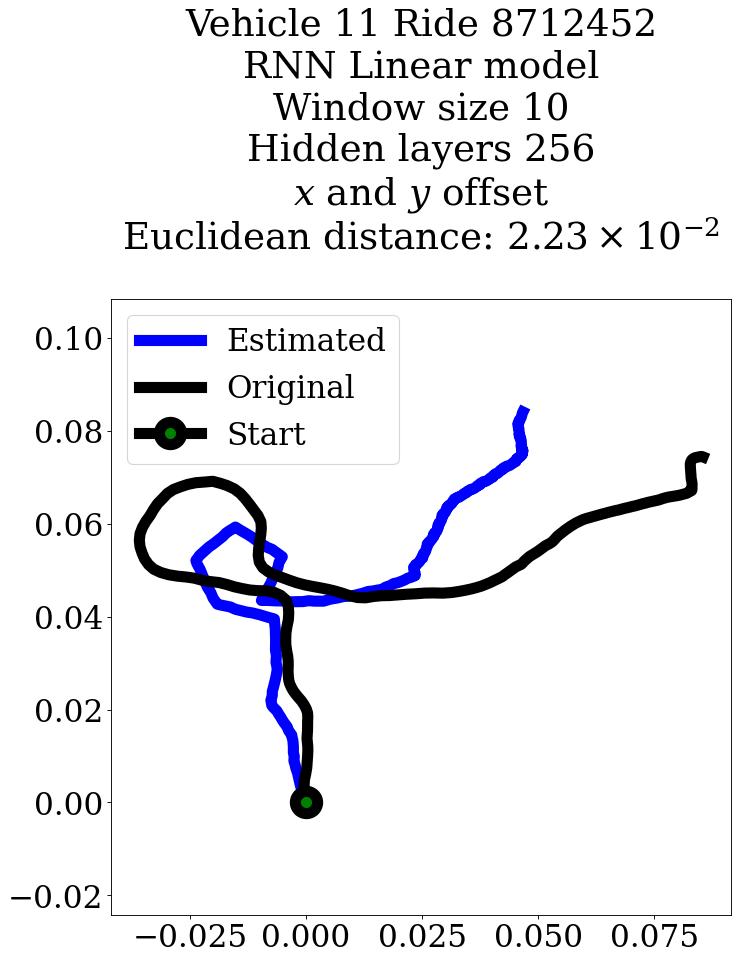 Vehicle 11 Ride 8712452
RNN Linear model
Window size 10
Hidden layers 256
x and y offset
Euclidean distance: 2.23 × 10⁻²
Estimated
Original
Start
0.10
0.08
0.06
0.04
0.02
0.00
−0.02
−0.025 0.000 0.025 0.050 0.075